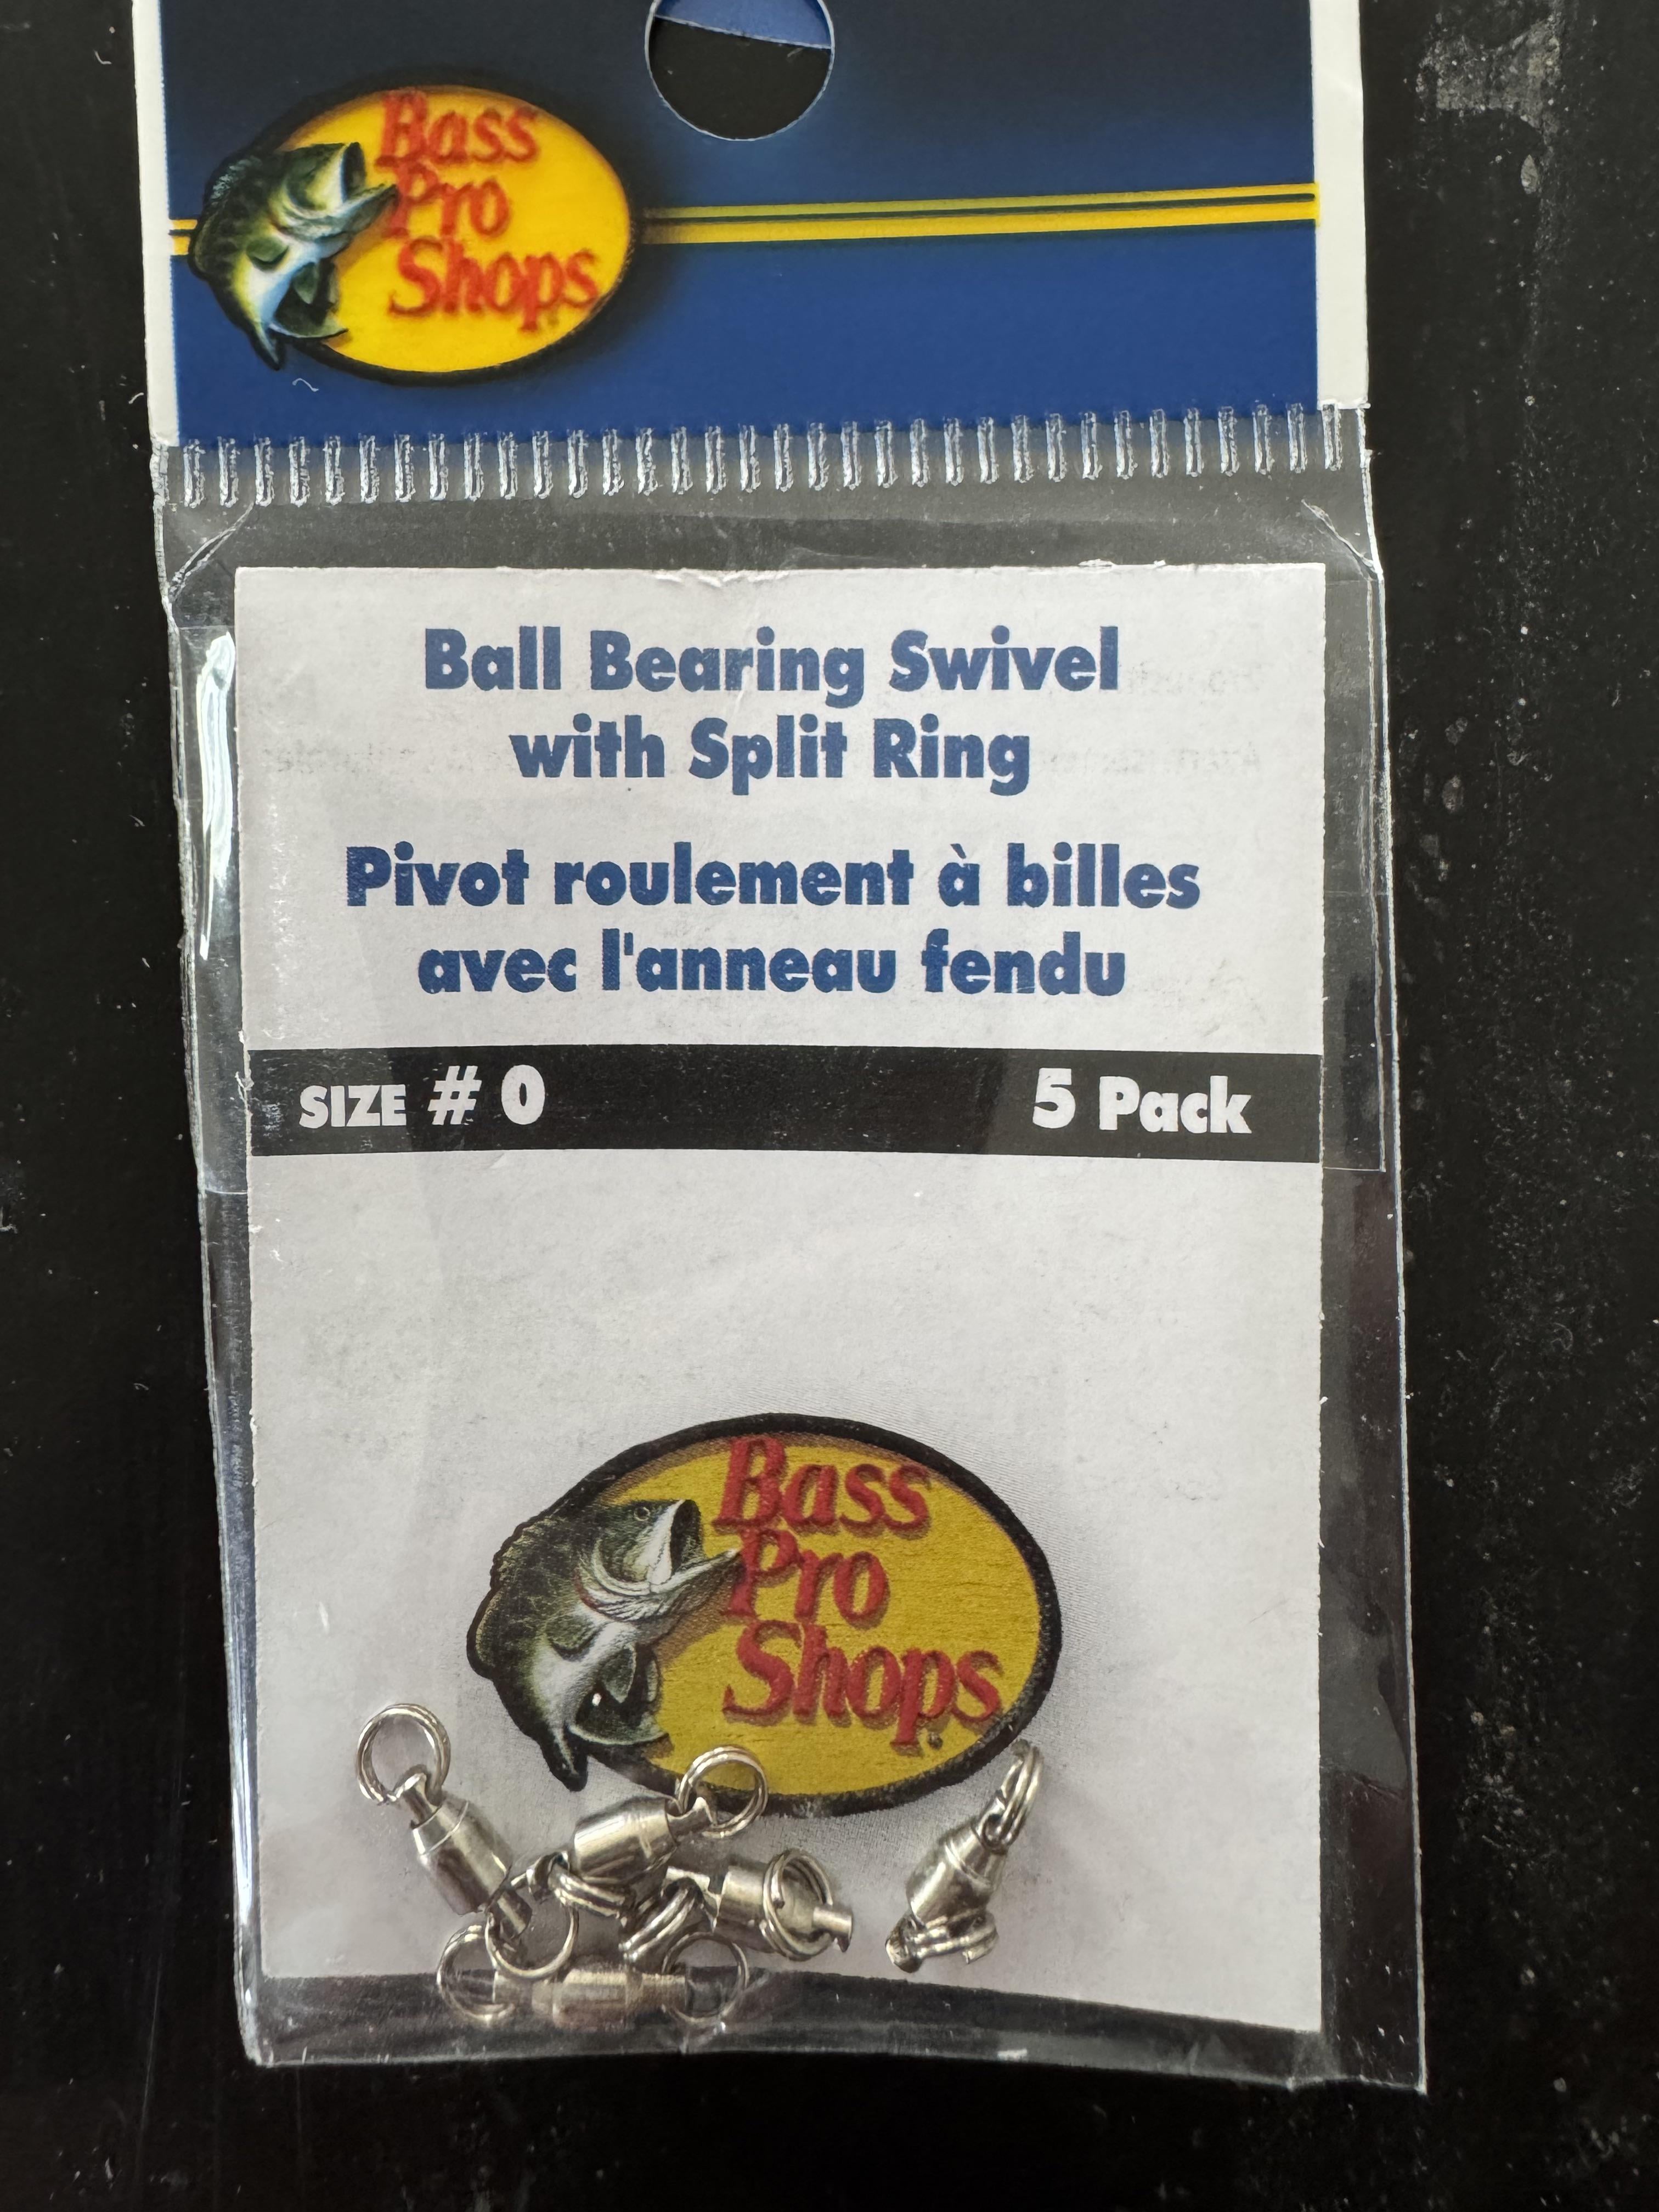 Bass
Pro
Shops
Ball Bearing Swivel
with Split Ring
Pivot roulement à billes
avec l'anneau fendu
SIZE # 0 5 Pack
Bass
Pro
Shops